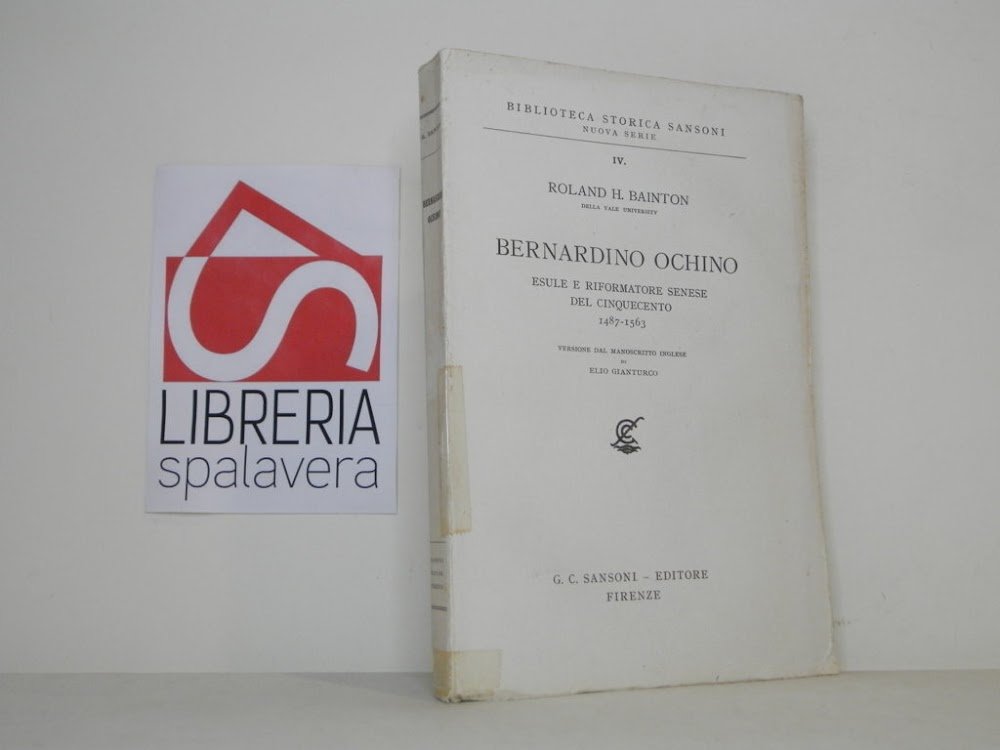 LIBRERIA
spalavera
BERNARDINO
OCHINO
BIBLIOTECA STORICA SANSONI
NUOVA SERIE
IV.
ROLAND H. BAINTON
DELLA YALE UNIVERSITY
BERNARDINO OCHINO
ESULE E RIFORMATORE SENESE
DEL CINQUECENTO
1487-1563
VERSIONE DAL MANOSCRITTO INGLESE
DI
ELIO GIANTURCO
G. C. SANSONI – EDITORE
FIRENZE